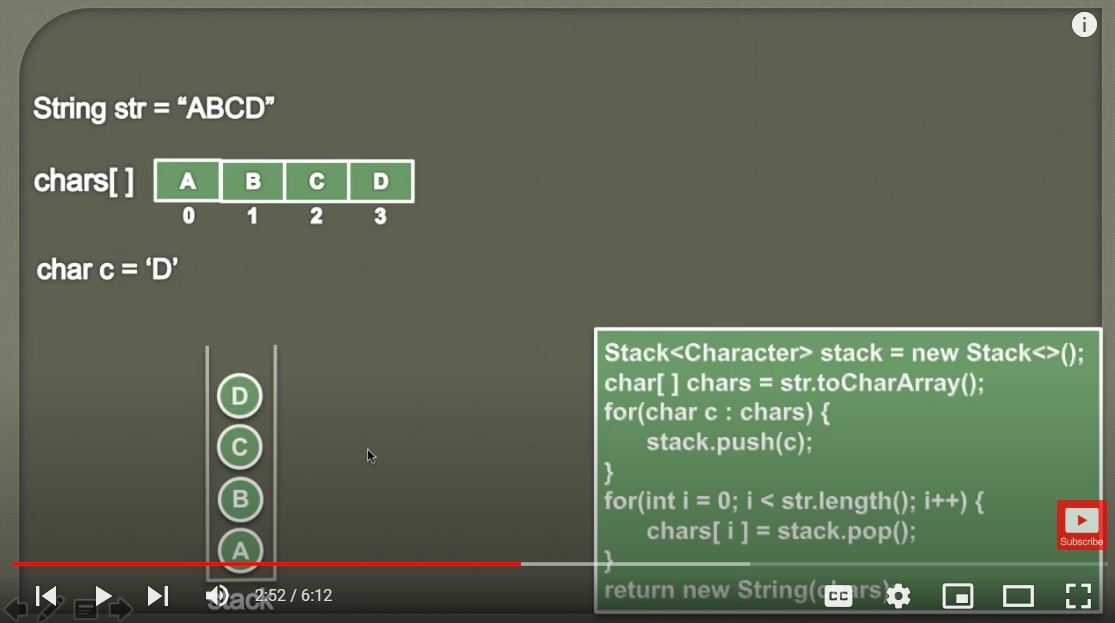 String str = “ABCD”
chars[ ] A B C D
0 1 2 3
char c = ‘D’
D
C
B
A
stack
Stack<Character> stack = new Stack<>();
char[ ] chars = str.toCharArray();
for(char c : chars) {
stack.push(c);
}
for(int i = 0; i < str.length(); i++) {
chars[ i ] = stack.pop();
}
return new String(chars)
Subscribe
2:52 / 6:12
CC
i